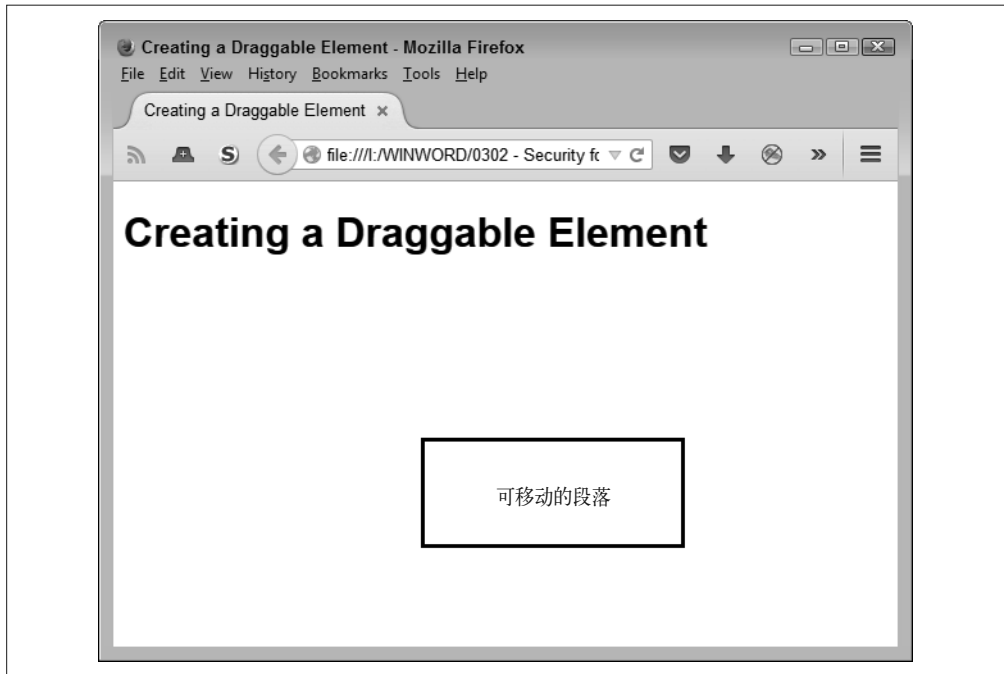 Creating a Draggable Element - Mozilla Firefox
File Edit View History Bookmarks Tools Help
Creating a Draggable Element ×
S file:///I:/WINWORD/0302 - Security fo
Creating a Draggable Element
可移动的段落